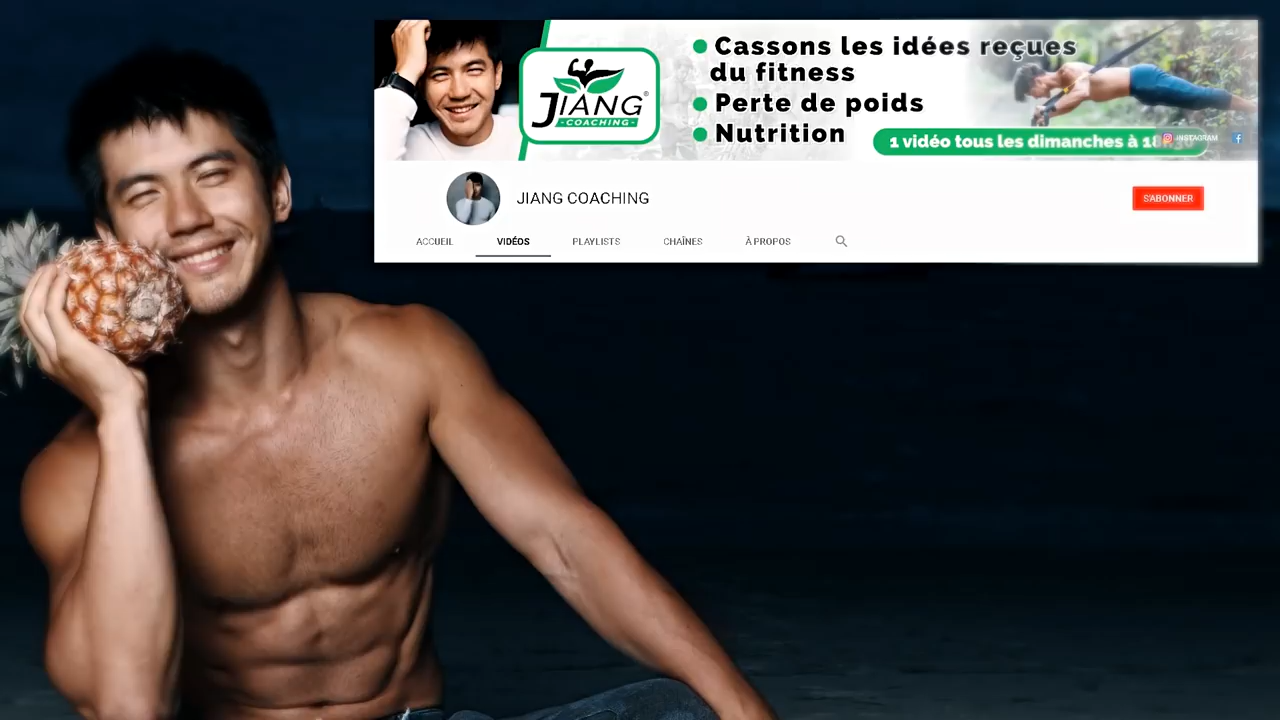 Cassons les idées reçues
du fitness
Perte de poids
Nutrition
1 vidéo tous les dimanches à 18
INSTAGRAM
JIANG®
-COACHING-
JIANG COACHING
S'ABONNER
ACCUEIL VIDÉOS PLAYLISTS CHAÎNES À PROPOS